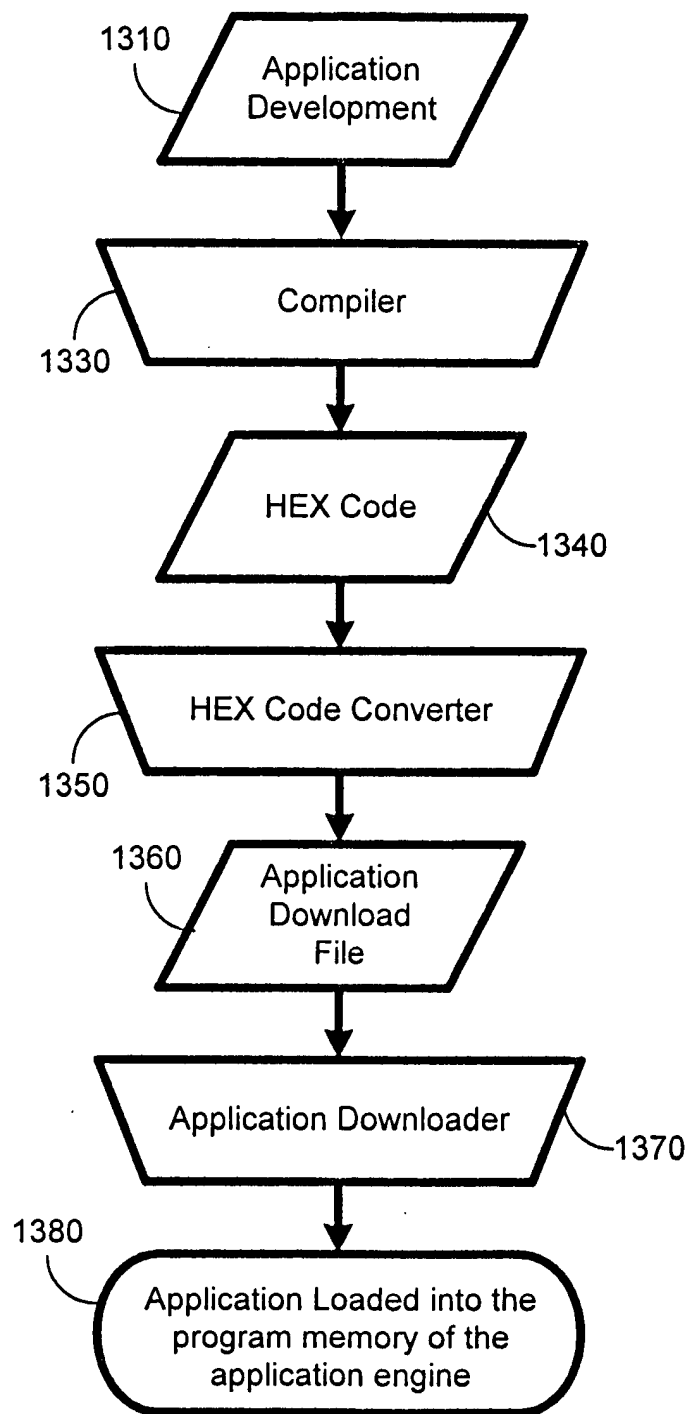 1310
Application
Development
Compiler
1330
HEX Code
1340
HEX Code Converter
1350
1360
Application
Download
File
Application Downloader
1370
1380
Application Loaded into the
program memory of the
application engine